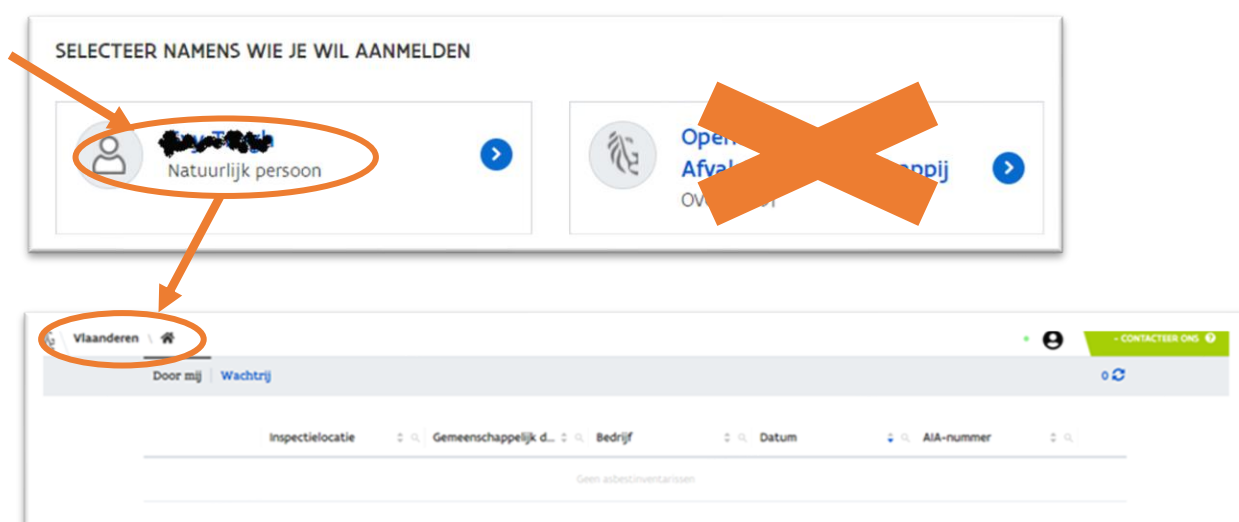 SELECTEER NAMENS WIE JE WIL AANMELDEN
Natuurlijk persoon
Vlaanderen
- CONTACTEER ONS
Door mij Wachtrij
0
Inspectielocatie Gemeenschappelijk d... Bedrijf Datum AIA-nummer
Geen asbestinventarissen